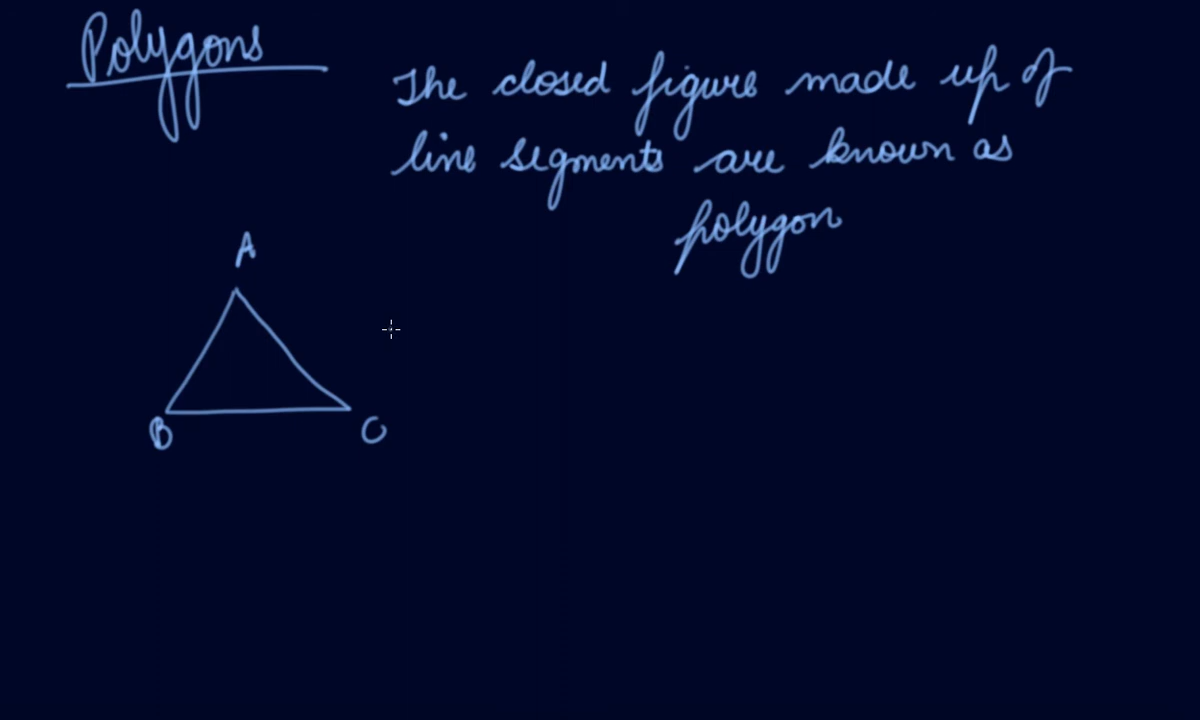 Polygons
The closed figure made up of
line segments are known as
polygon
A
B
C